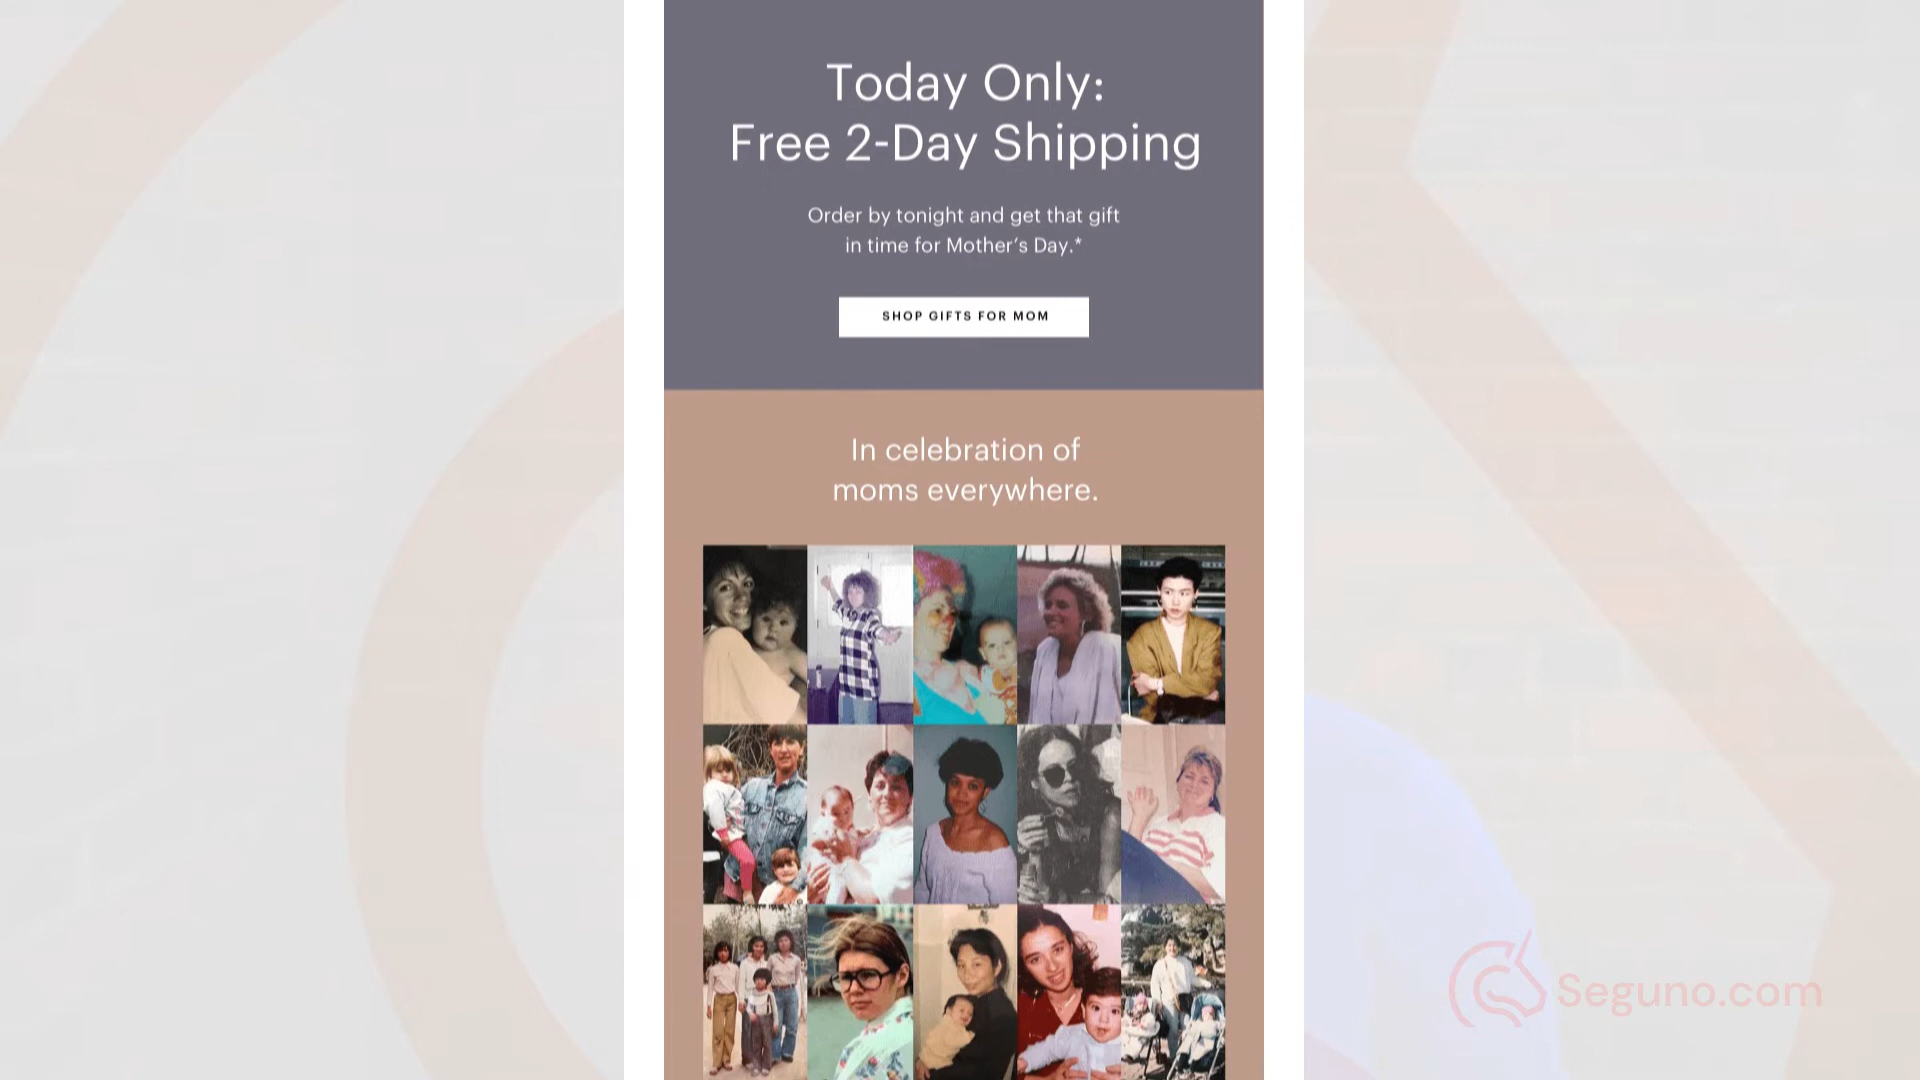 Today Only:
Free 2-Day Shipping
Order by tonight and get that gift
in time for Mother’s Day.*
SHOP GIFTS FOR MOM
In celebration of
moms everywhere.
Seguno.com